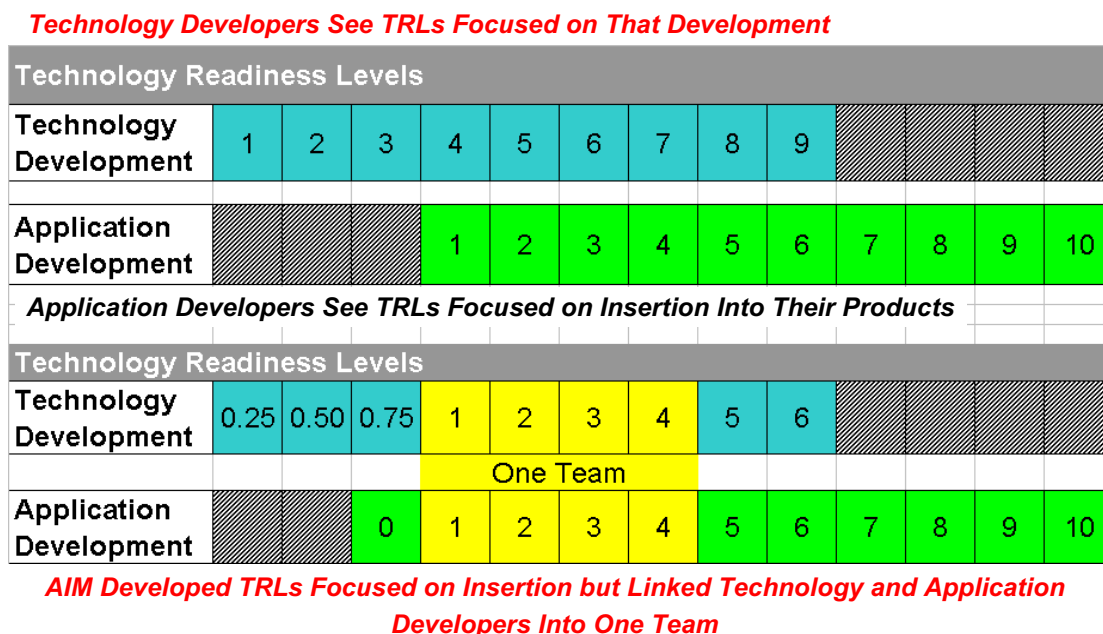 Technology Developers See TRLs Focused on That Development
Technology Readiness Levels
Technology
Development
1 2 3 4 5 6 7 8 9
Application
Development
1 2 3 4 5 6 7 8 9 10
Application Developers See TRLs Focused on Insertion Into Their Products
Technology Readiness Levels
Technology
Development
0.25 0.50 0.75 1 2 3 4 5 6
One Team
Application
Development
0 1 2 3 4 5 6 7 8 9 10
AIM Developed TRLs Focused on Insertion but Linked Technology and Application
Developers Into One Team